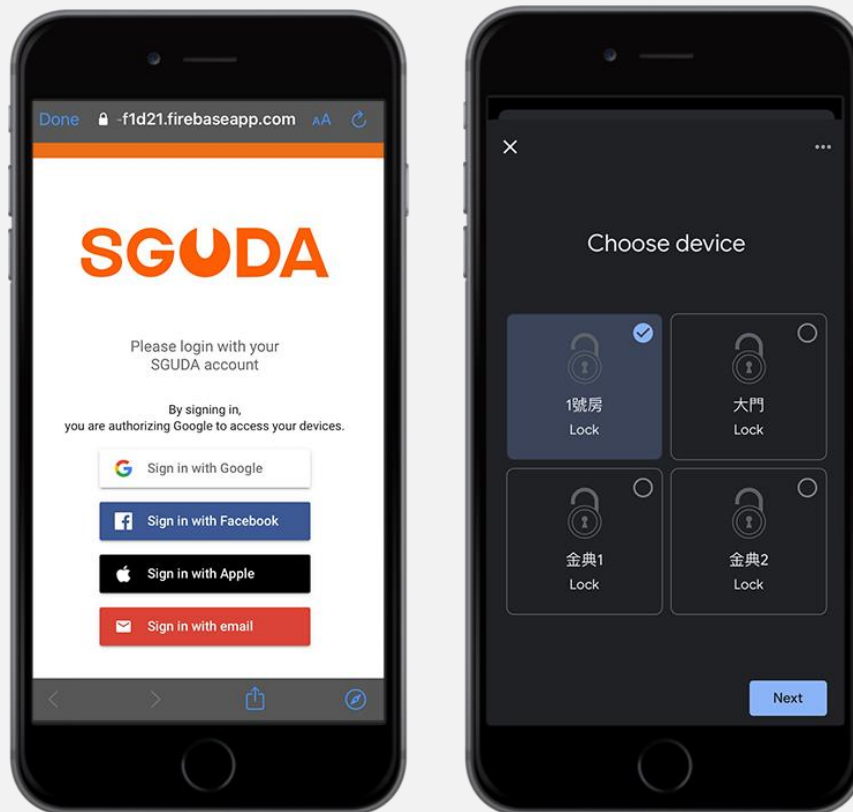 Done -f1d21.firebaseapp.com AA
SGUDA
Please login with your
SGUDA account
By signing in,
you are authorizing Google to access your devices.
Sign in with Google
Sign in with Facebook
Sign in with Apple
Sign in with email
Choose device
1號房
Lock
大門
Lock
金典1
Lock
金典2
Lock
Next